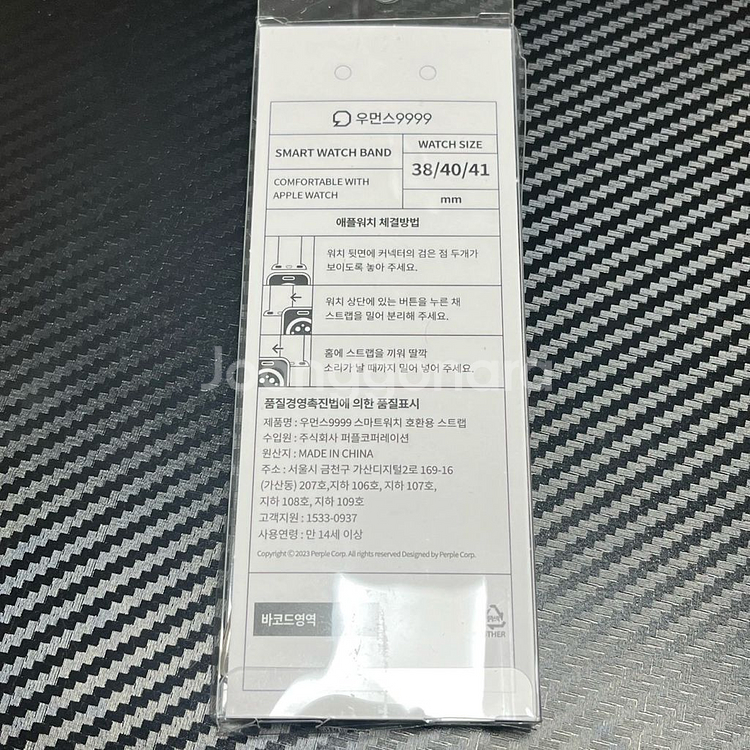 우먼스9999
SMART WATCH BAND
WATCH SIZE
38/40/41
COMFORTABLE WITH
APPLE WATCH
mm
애플워치 체결방법
워치 뒷면에 커넥터의 검은 점 두개가
보이도록 놓아 주세요.
워치 상단에 있는 버튼을 누른 채
스트랩을 밀어 분리해 주세요.
홈에 스트랩을 끼워 딸깍
소리가 날 때까지 밀어 넣어 주세요.
품질경영촉진법에 의한 품질표시
제품명 : 우먼스9999 스마트워치 호환용 스트랩
수입원 : 주식회사 퍼플코퍼레이션
원산지 : MADE IN CHINA
주소 : 서울시 금천구 가산디지털2로 169-16
(가산동) 207호,지하 106호, 지하 107호,
지하 108호, 지하 109호
고객지원 : 1533-0937
사용연령 : 만 14세 이상
Copyright ⓒ2023 Perple Corp. All rights reserved Designed by Perple Corp.
바코드영역